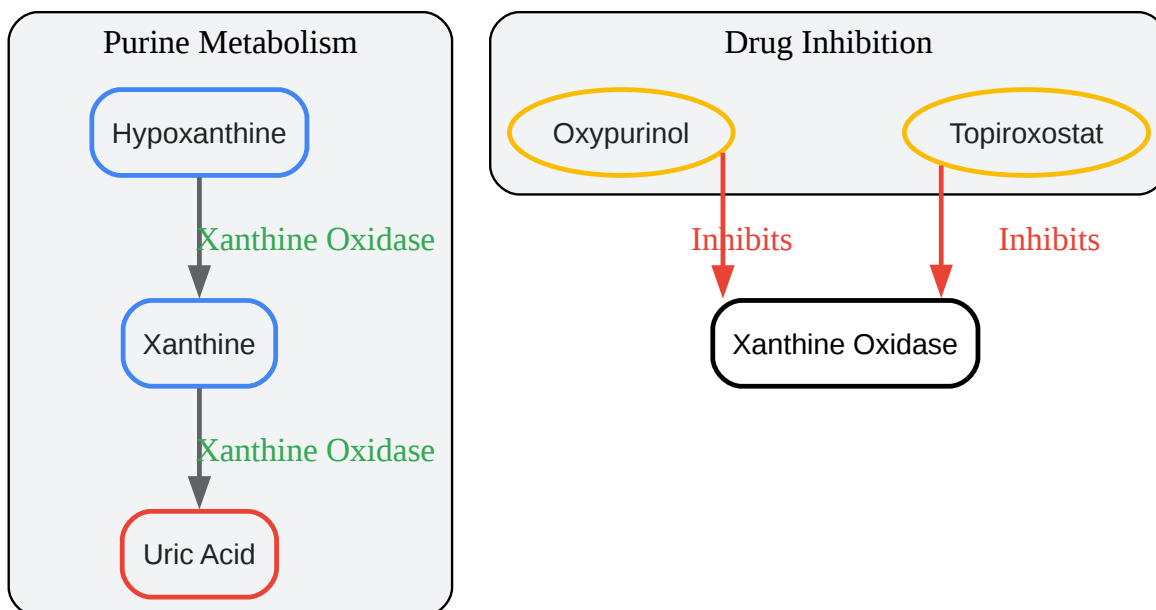 Purine Metabolism
Hypoxanthine
Xanthine Oxidase
Xanthine
Xanthine Oxidase
Uric Acid
Drug Inhibition
Oxypurinol
Topiroxostat
Inhibits
Inhibits
Xanthine Oxidase